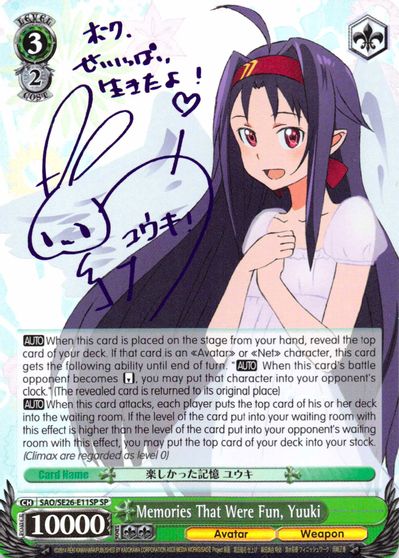 LEVEL
3
2
COST
ボク、
せいいっぱい
生きたよ!
ユウキ!
AUTO When this card is placed on the stage from your hand, reveal the top
card of your deck. If that card is an «Avatar» or «Net» character, this card
gets the following ability until end of turn. "AUTO When this card's battle
opponent becomes [▼], you may put that character into your opponent's
clock." (The revealed card is returned to its original place)
AUTO When this card attacks, each player puts the top card of his or her deck
into the waiting room. If the level of the card put into your waiting room with
this effect is higher than the level of the card put into your opponent's waiting
room with this effect, you may put the top card of your deck into your stock.
(Climax are regarded as level 0)
Card Name 楽しかった記憶 ユウキ
CH SAO/SE26-E11SP SP
Memories That Were Fun, Yuuki
10000
Avatar
Weapon